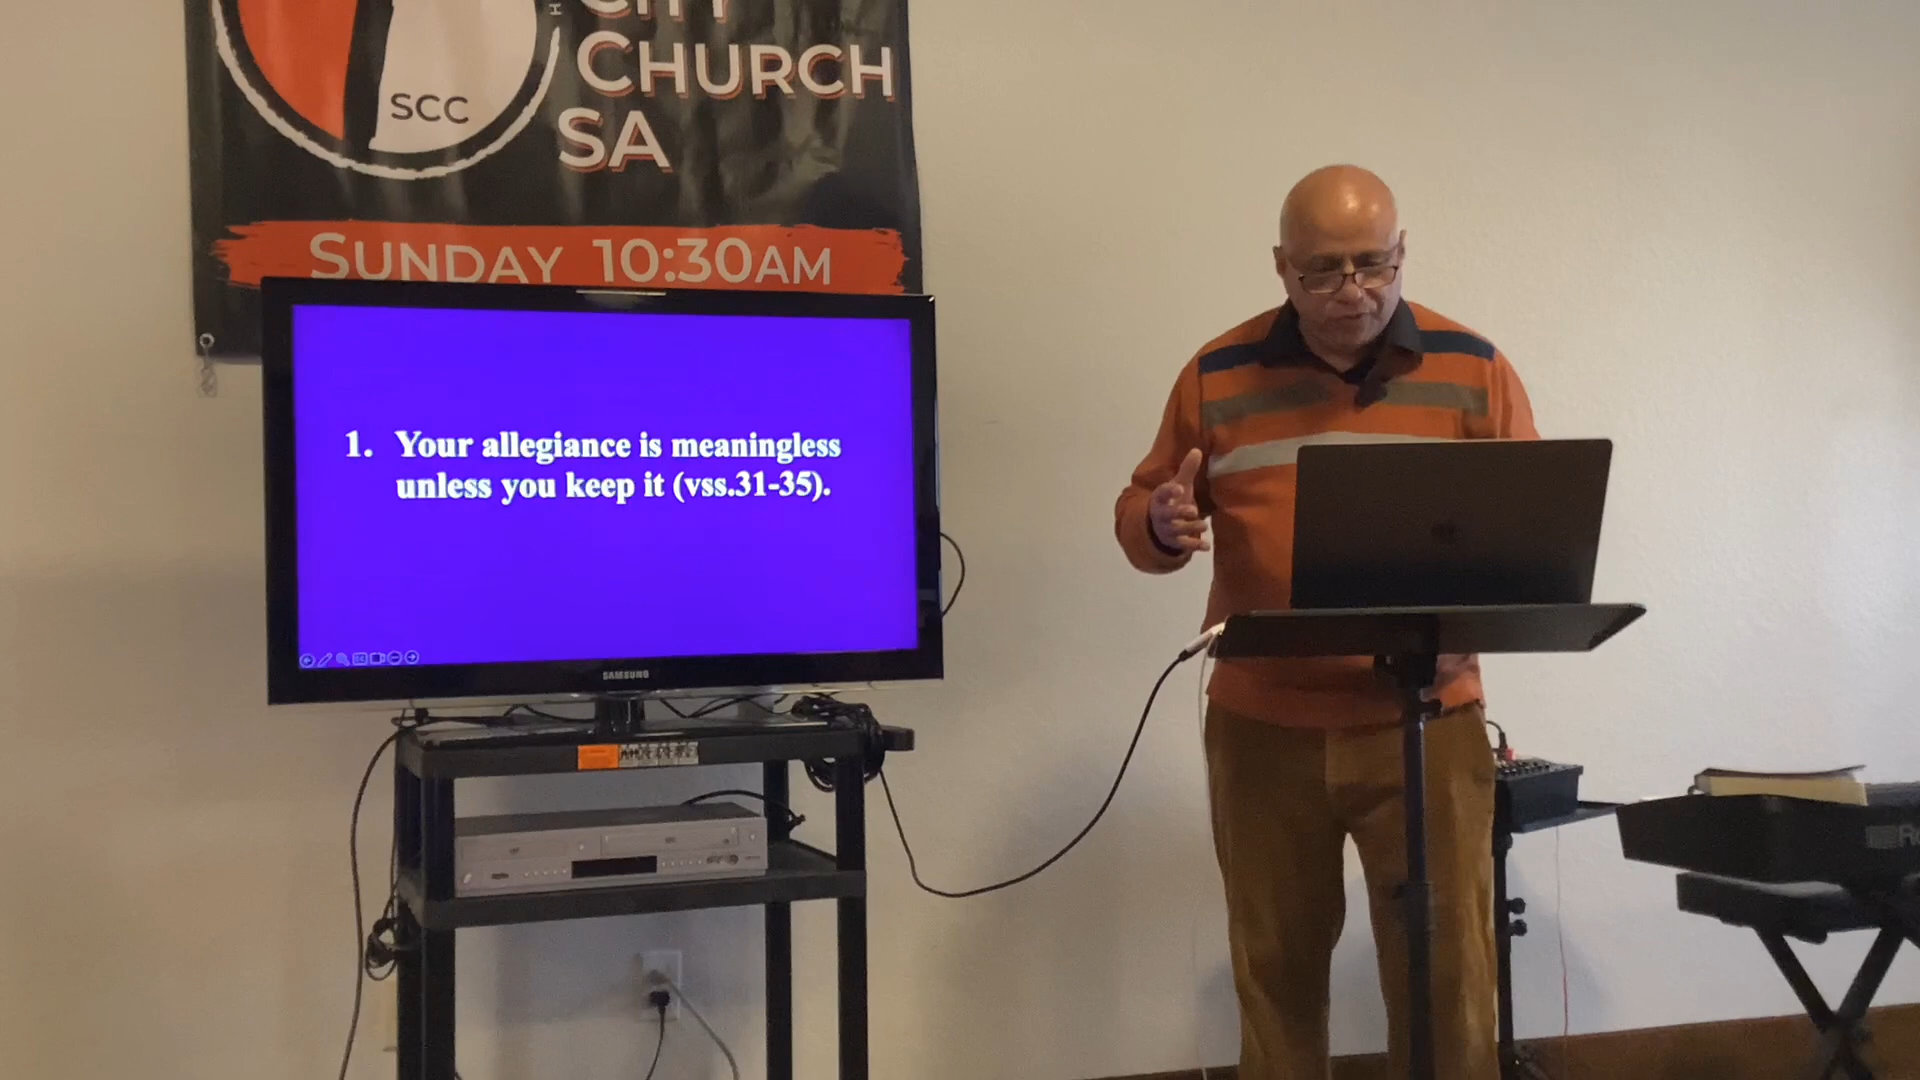 CITY
CHURCH
SA
SCC
SUNDAY 10:30AM
1. Your allegiance is meaningless
unless you keep it (vss.31-35).
SAMSUNG